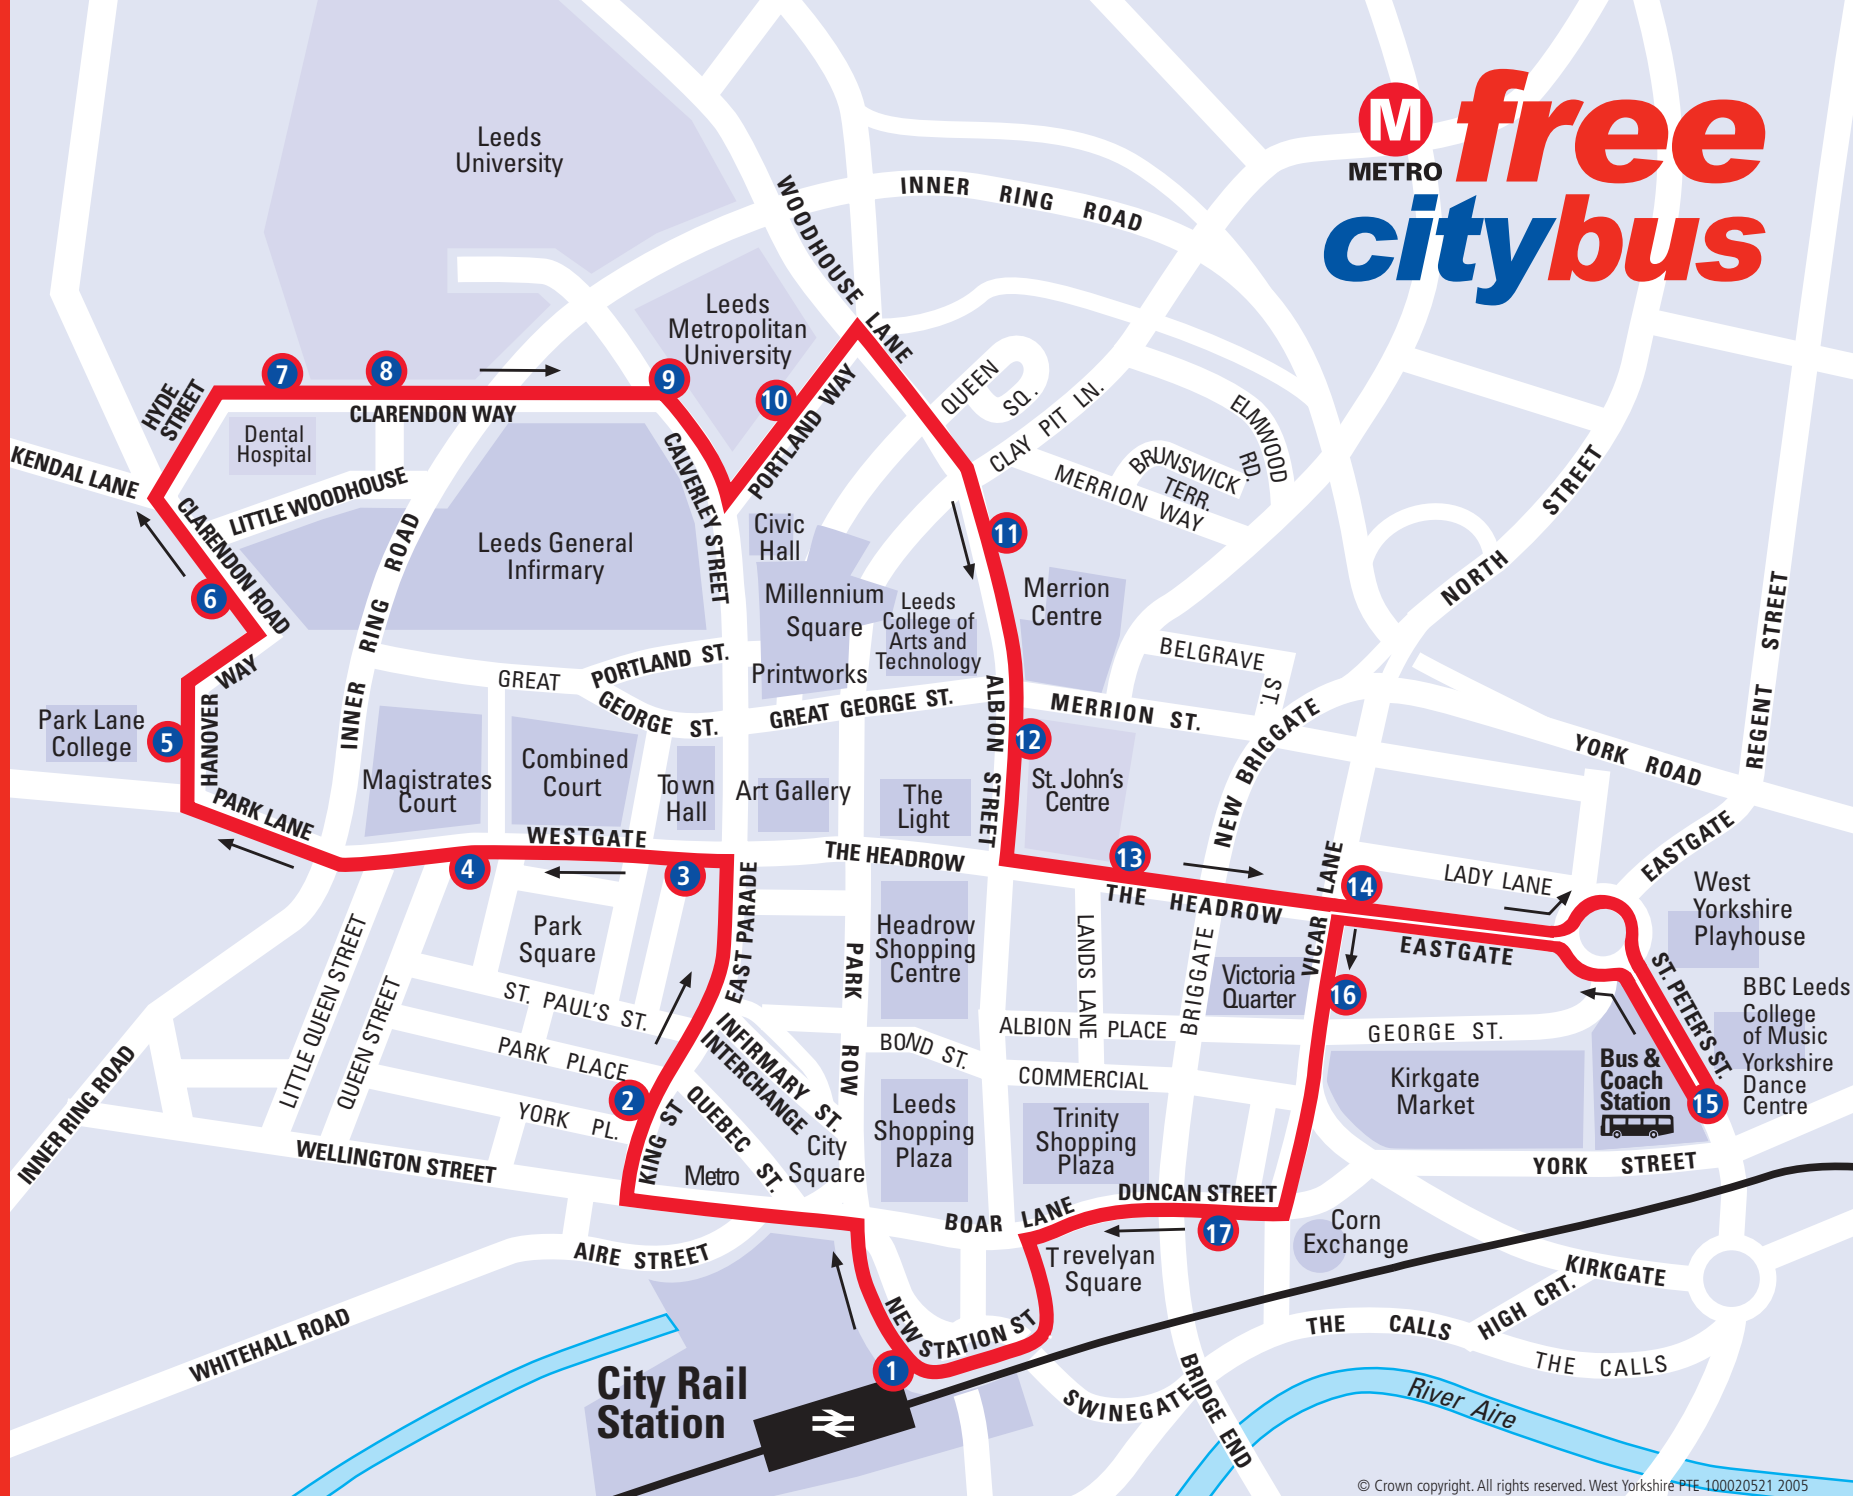 M
METRO
free
citybus
Leeds
University
INNER RING ROAD
WOODHOUSE LANE
Leeds
Metropolitan
University
7
8
9
10
HYDE
STREET
CLARENDON WAY
Dental
Hospital
KENDAL LANE
LITTLE WOODHOUSE
CLARENDON ROAD
CALVERLEY STREET
PORTLAND WAY
QUEEN
SQ.
CLAY PIT LN.
ELMWOOD
RD.
BRUNSWICK
TERR.
MERRION WAY
NORTH STREET
REGENT STREET
11
Civic
Hall
Leeds General
Infirmary
6
INNER RING ROAD
Millennium
Square
Leeds
College of
Arts and
Technology
Merrion
Centre
Printworks
BELGRAVE
ST.
HANOVER WAY
GREAT
GEORGE ST.
PORTLAND ST.
GREAT GEORGE ST.
ALBION STREET
MERRION ST.
NEW BRIGGATE
YORK ROAD
Park Lane
College
5
12
Magistrates
Court
Combined
Court
Town
Hall
Art Gallery
The
Light
St. John's
Centre
PARK LANE
WESTGATE
THE HEADROW
4
3
13
THE HEADROW
VICAR LANE
14
LADY LANE
EASTGATE
EASTGATE
West
Yorkshire
Playhouse
EAST PARADE
Park
Square
PARK ROW
Headrow
Shopping
Centre
LANDS LANE
BRIGGATE
Victoria
Quarter
16
ST. PETER'S ST.
BBC Leeds
College
of Music
Yorkshire
Dance
Centre
LITTLE QUEEN STREET
QUEEN STREET
ST. PAUL'S ST.
PARK PLACE
YORK PL.
2
INFIRMARY ST.
INTERCHANGE
BOND ST.
ALBION PLACE
COMMERCIAL
GEORGE ST.
Kirkgate
Market
Bus &
Coach
Station
15
INNER RING ROAD
WELLINGTON STREET
KING ST
QUEBEC ST.
City
Square
Metro
Leeds
Shopping
Plaza
Trinity
Shopping
Plaza
YORK STREET
BOAR LANE
DUNCAN STREET
17
Corn
Exchange
AIRE STREET
Trevelyan
Square
KIRKGATE
HIGH CRT.
WHITEHALL ROAD
NEW STATION ST
THE CALLS
THE CALLS
1
City Rail
Station
SWINEGATE
BRIDGE END
River Aire
© Crown copyright. All rights reserved. West Yorkshire PTE 100020521 2005